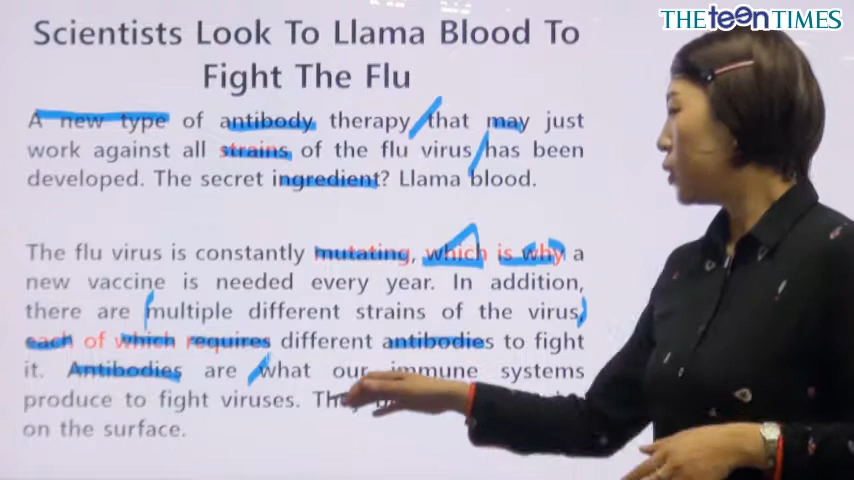 THE teen TIMES
Scientists Look To Llama Blood To
Fight The Flu
A new type of antibody therapy that may just
work against all strains of the flu virus has been
developed. The secret ingredient? Llama blood.
The flu virus is constantly mutating, which is why a
new vaccine is needed every year. In addition,
there are multiple different strains of the virus,
each of which requires different antibodies to fight
it. Antibodies are what our immune systems
produce to fight viruses. They
on the surface.